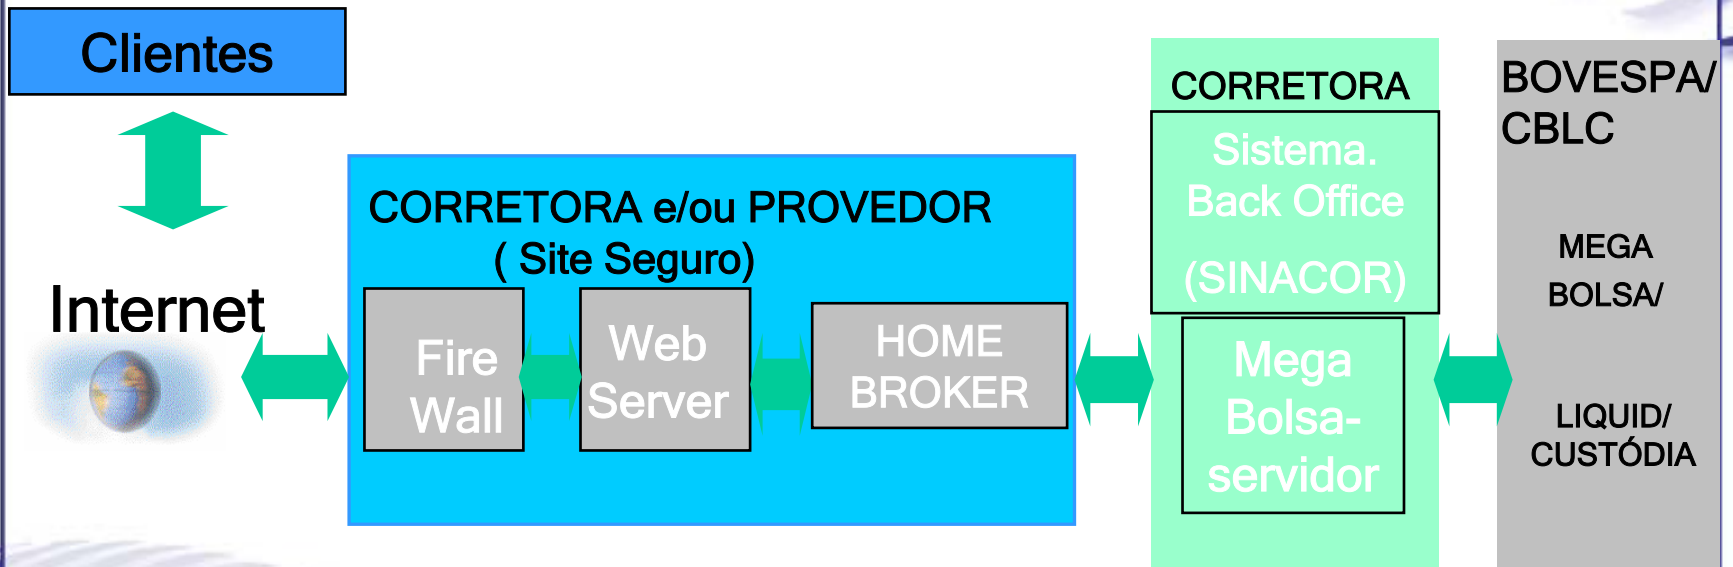 Clientes
Internet
CORRETORA e/ou PROVEDOR
( Site Seguro)
Fire
Wall
Web
Server
HOME
BROKER
CORRETORA
Sistema.
Back Office
(SINACOR)
Mega
Bolsa-
servidor
BOVESPA/
CBLC
MEGA
BOLSA/
LIQUID/
CUSTÓDIA